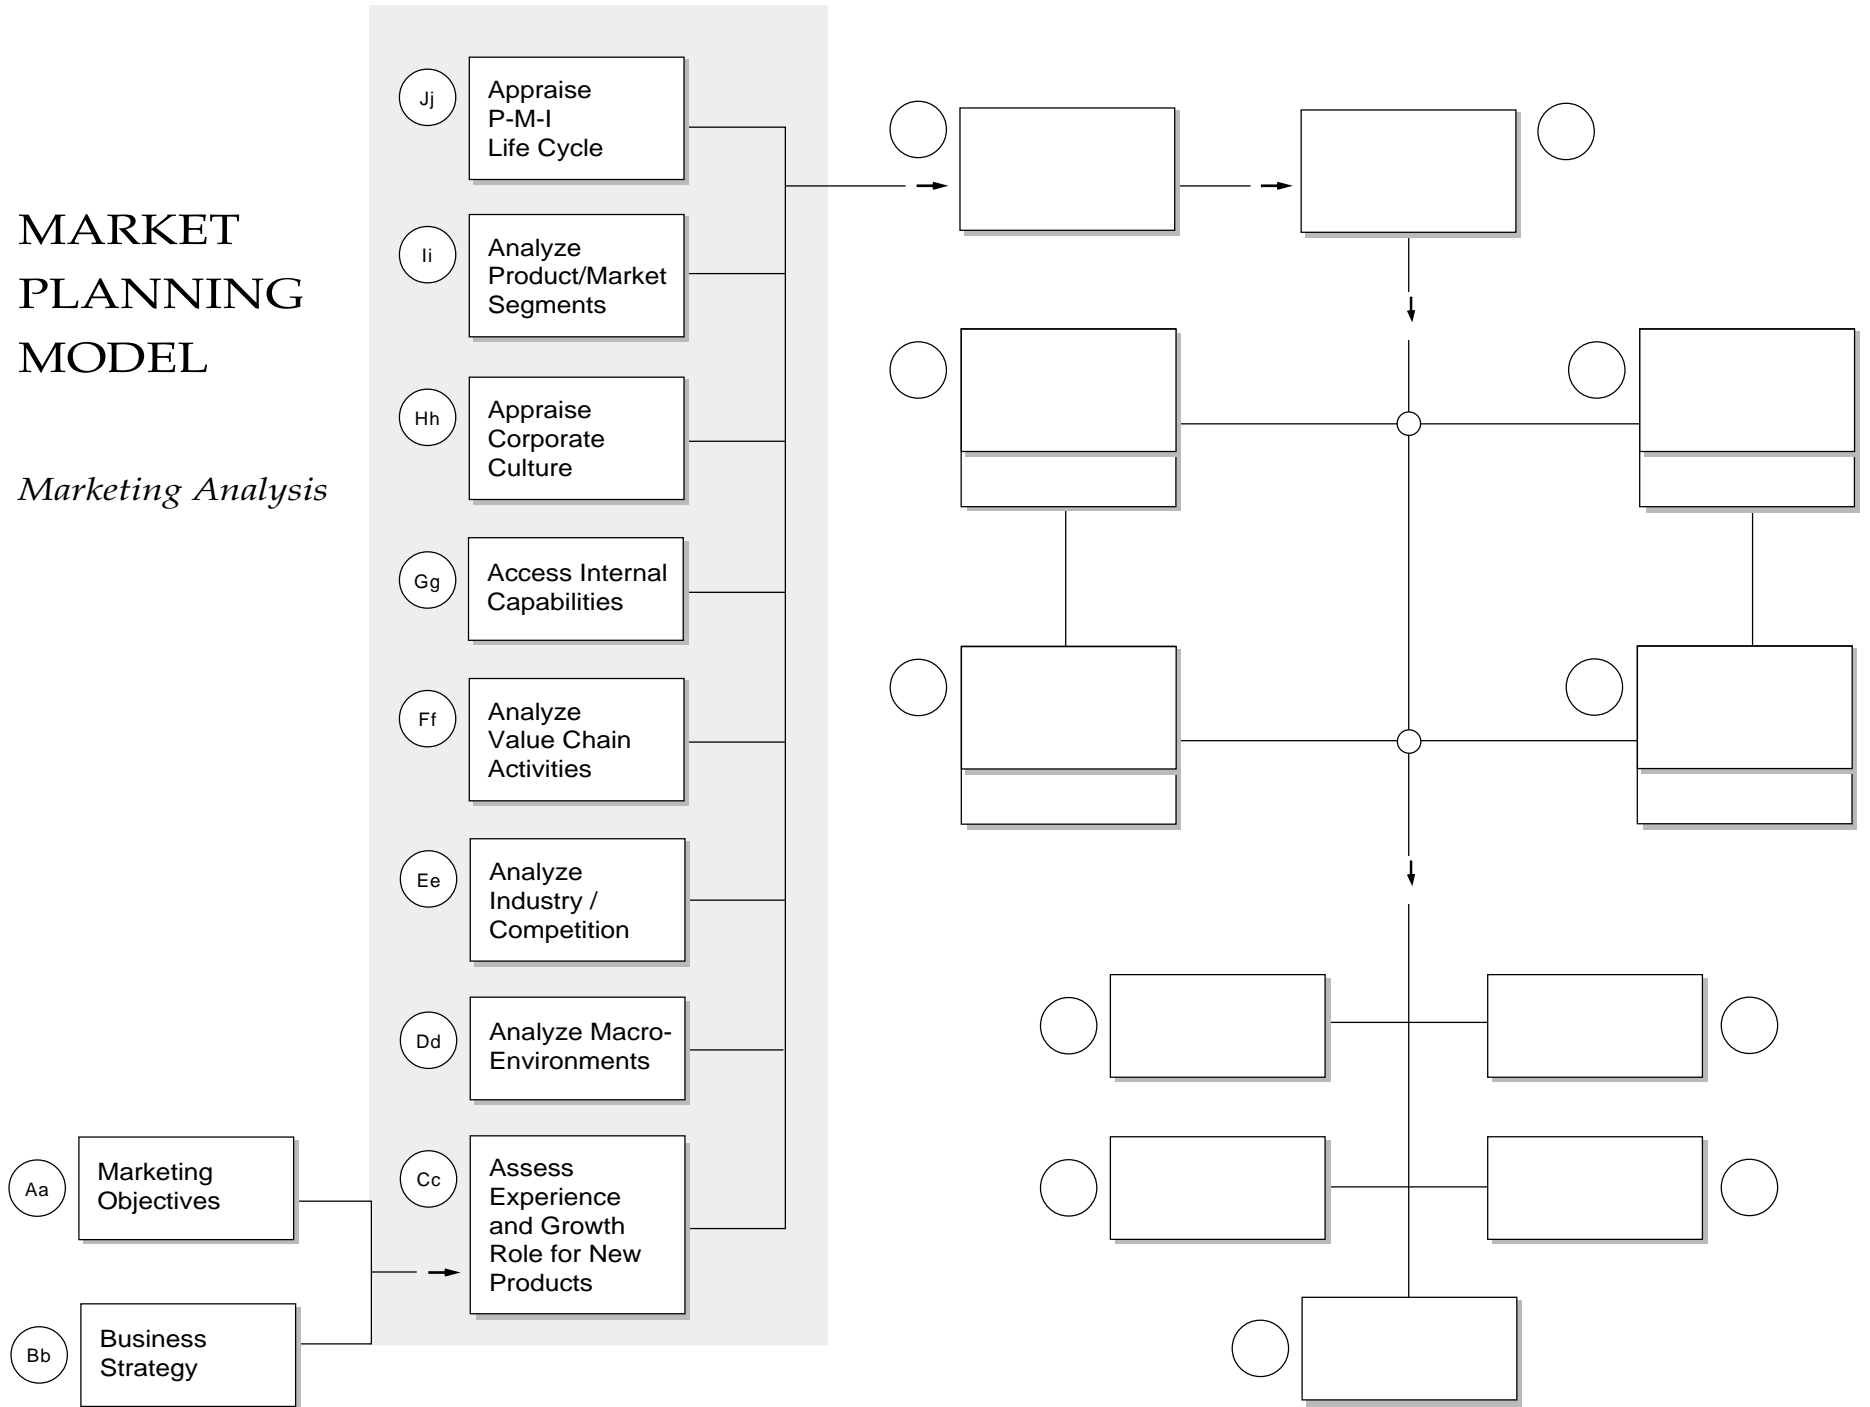 MARKET
PLANNING
MODEL
Marketing Analysis
Jj
Appraise
P-M-I
Life Cycle
Ii
Analyze
Product/Market
Segments
Hh
Appraise
Corporate
Culture
Gg
Access Internal
Capabilities
Ff
Analyze
Value Chain
Activities
Ee
Analyze
Industry /
Competition
Dd
Analyze Macro-
Environments
Cc
Assess
Experience
and Growth
Role for New
Products
Aa
Marketing
Objectives
Bb
Business
Strategy